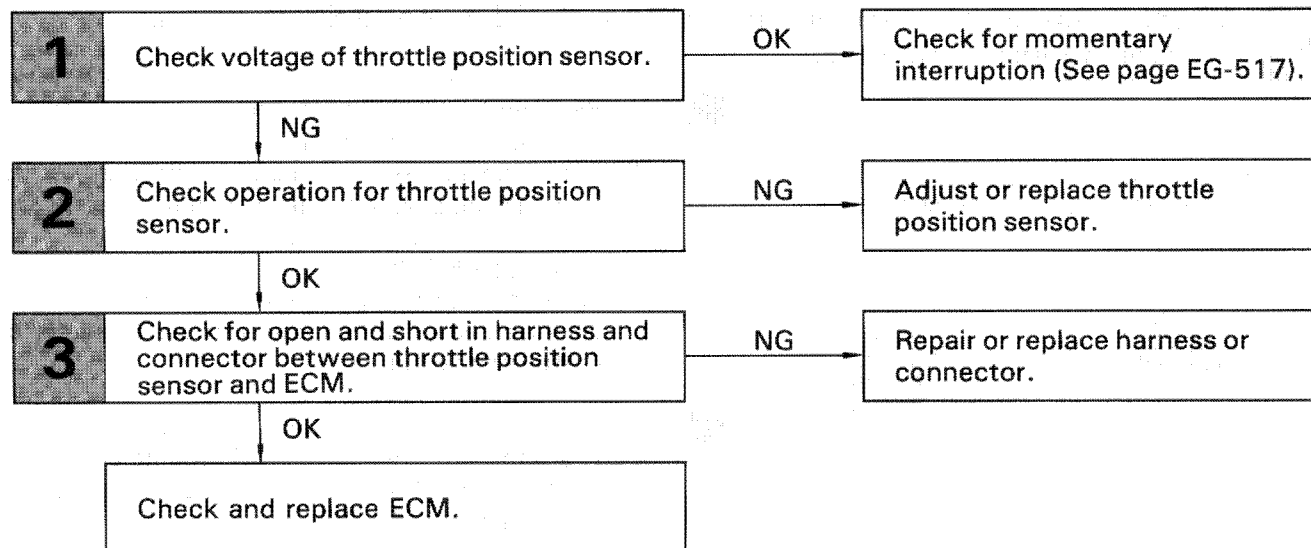 1
Check voltage of throttle position sensor.
OK
Check for momentary
interruption (See page EG-517).
NG
2
Check operation for throttle position
sensor.
NG
Adjust or replace throttle
position sensor.
OK
3
Check for open and short in harness and
connector between throttle position
sensor and ECM.
NG
Repair or replace harness or
connector.
OK
Check and replace ECM.